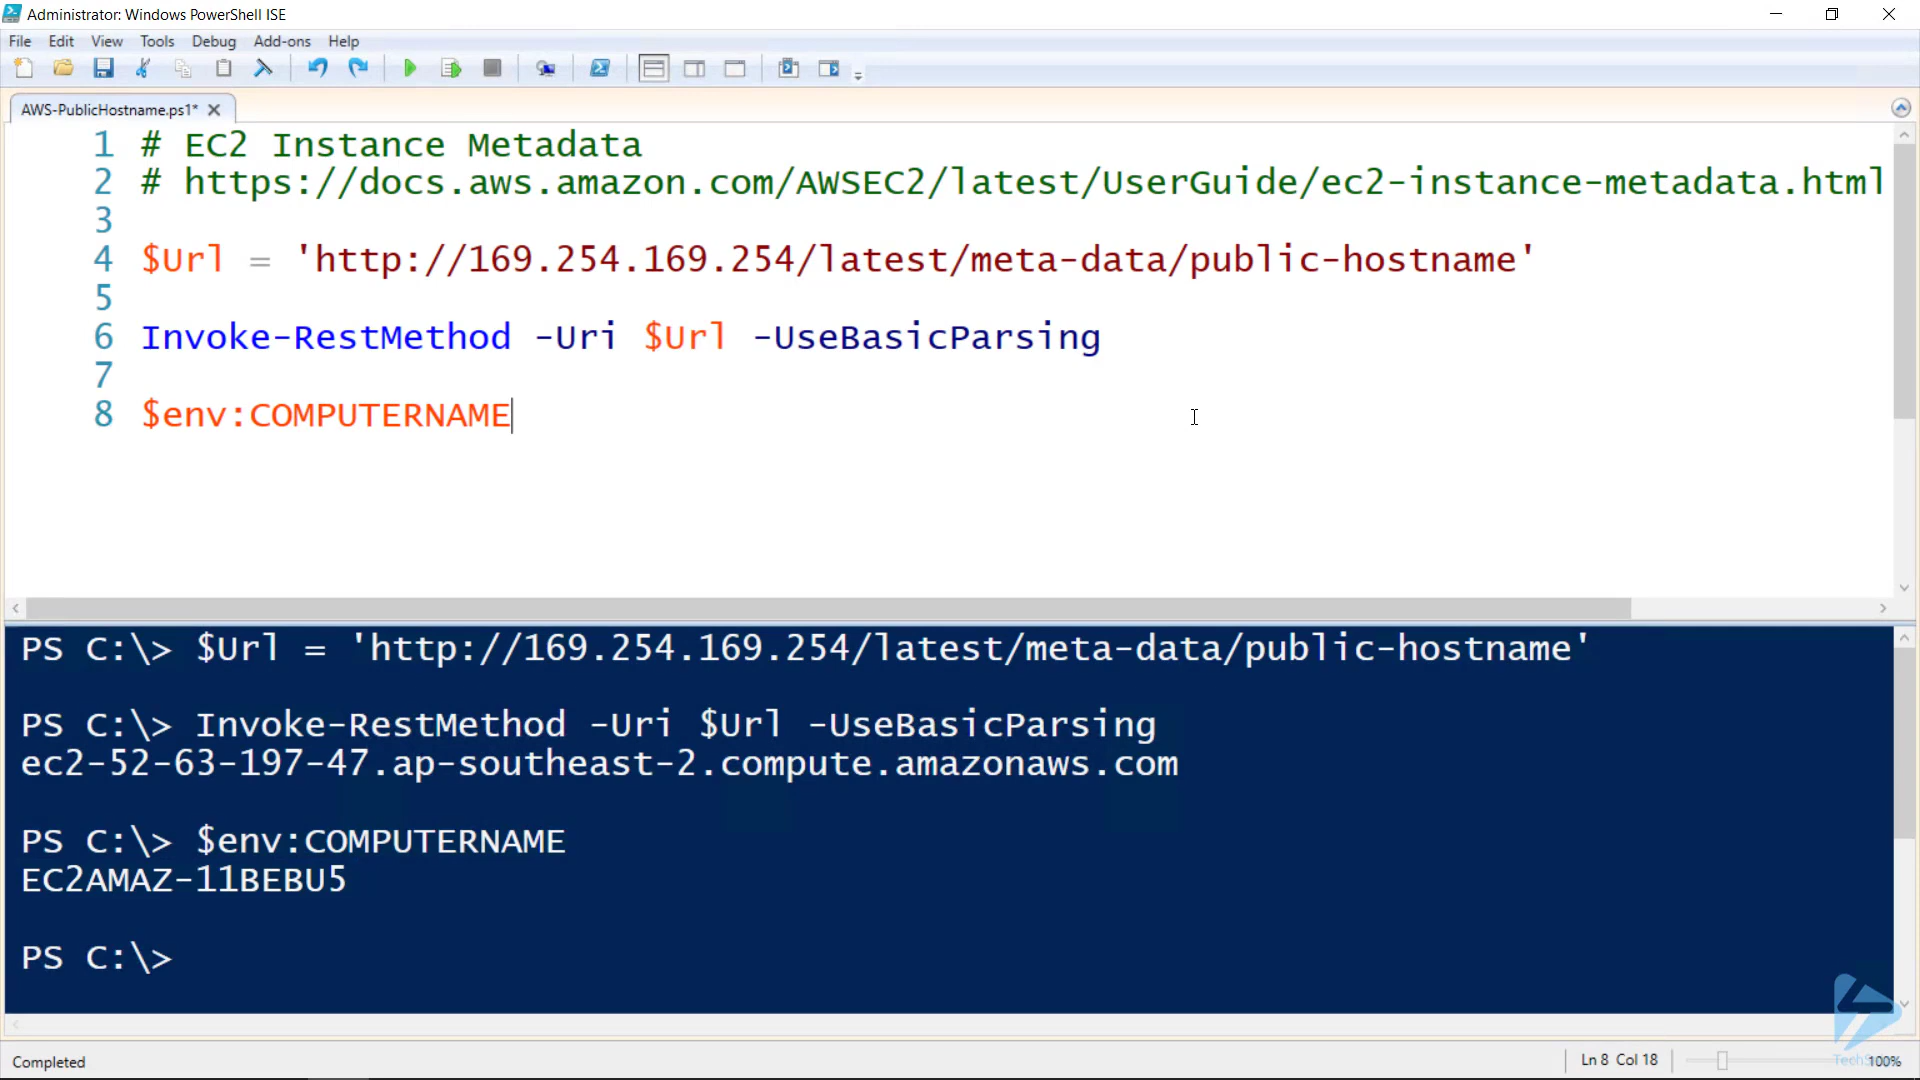 Administrator: Windows PowerShell ISE
File Edit View Tools Debug Add-ons Help
AWS-PublicHostname.ps1*
1 # EC2 Instance Metadata
2 # https://docs.aws.amazon.com/AWSEC2/latest/UserGuide/ec2-instance-metadata.html
3
4 $Url = 'http://169.254.169.254/latest/meta-data/public-hostname'
5
6 Invoke-RestMethod -Uri $Url -UseBasicParsing
7
8 $env:COMPUTERNAME
PS C:\> $Url = 'http://169.254.169.254/latest/meta-data/public-hostname'
PS C:\> Invoke-RestMethod -Uri $Url -UseBasicParsing
ec2-52-63-197-47.ap-southeast-2.compute.amazonaws.com
PS C:\> $env:COMPUTERNAME
EC2AMAZ-11BEBU5
PS C:\>
Completed
Ln 8 Col 18
100%